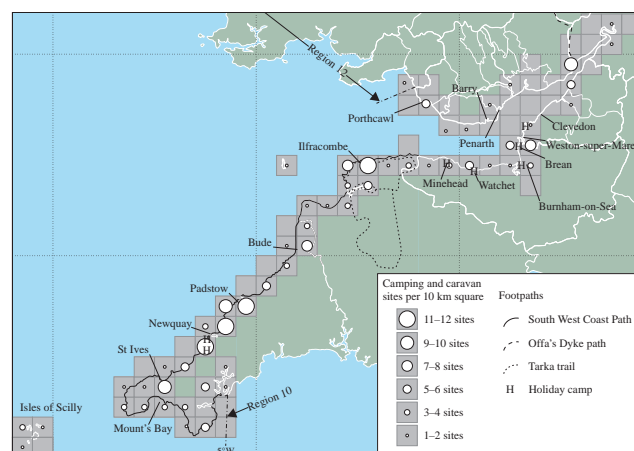 Region 12
Barry
Porthcawl
Clevedon
Penarth
Weston-super-Mare
Ilfracombe
Brean
Minehead
Watchet
Burnham-on-Sea
H
H
H
H
H
Bude
Padstow
Newquay
H
H
St Ives
Isles of Scilly
Mount's Bay
Region 10
5°W
Camping and caravan
sites per 10 km square
11–12 sites
9–10 sites
7–8 sites
5–6 sites
3–4 sites
1–2 sites
Footpaths
South West Coast Path
Offa's Dyke path
Tarka trail
H Holiday camp